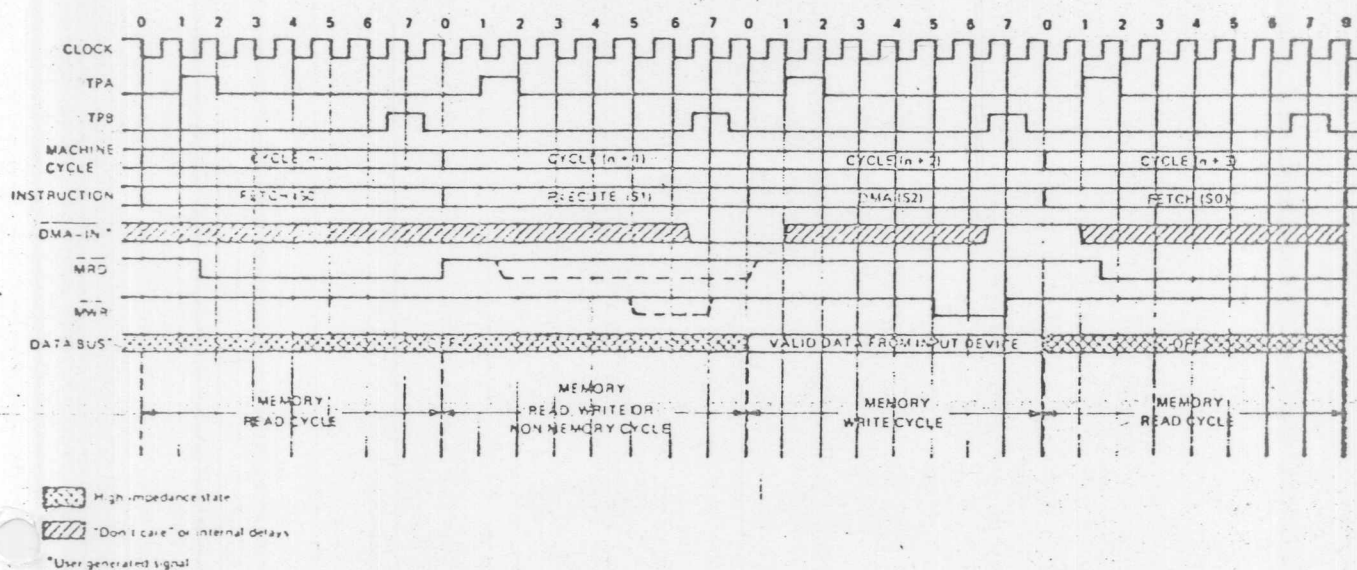 0 1 2 3 4 5 6 7 0 1 2 3 4 5 6 7 0 1 2 3 4 5 6 7 0 1 2 3 4 5 6 7
CLOCK
TPA
TPB
MACHINE CYCLE CYCLE n CYCLE (n + 1) CYCLE (n + 2) CYCLE (n + 3)
INSTRUCTION FETCH (S0) EXECUTE (S1) DMA (S2) FETCH (S0)
DMA-IN*
MRD
MWR
DATA BUS* OFF VALID DATA FROM INPUT DEVICE OFF
MEMORY
READ CYCLE
MEMORY
READ, WRITE OR
NON MEMORY CYCLE
MEMORY
WRITE CYCLE
MEMORY
READ CYCLE
High impedance state
"Don't care" or internal delays
*User generated signal